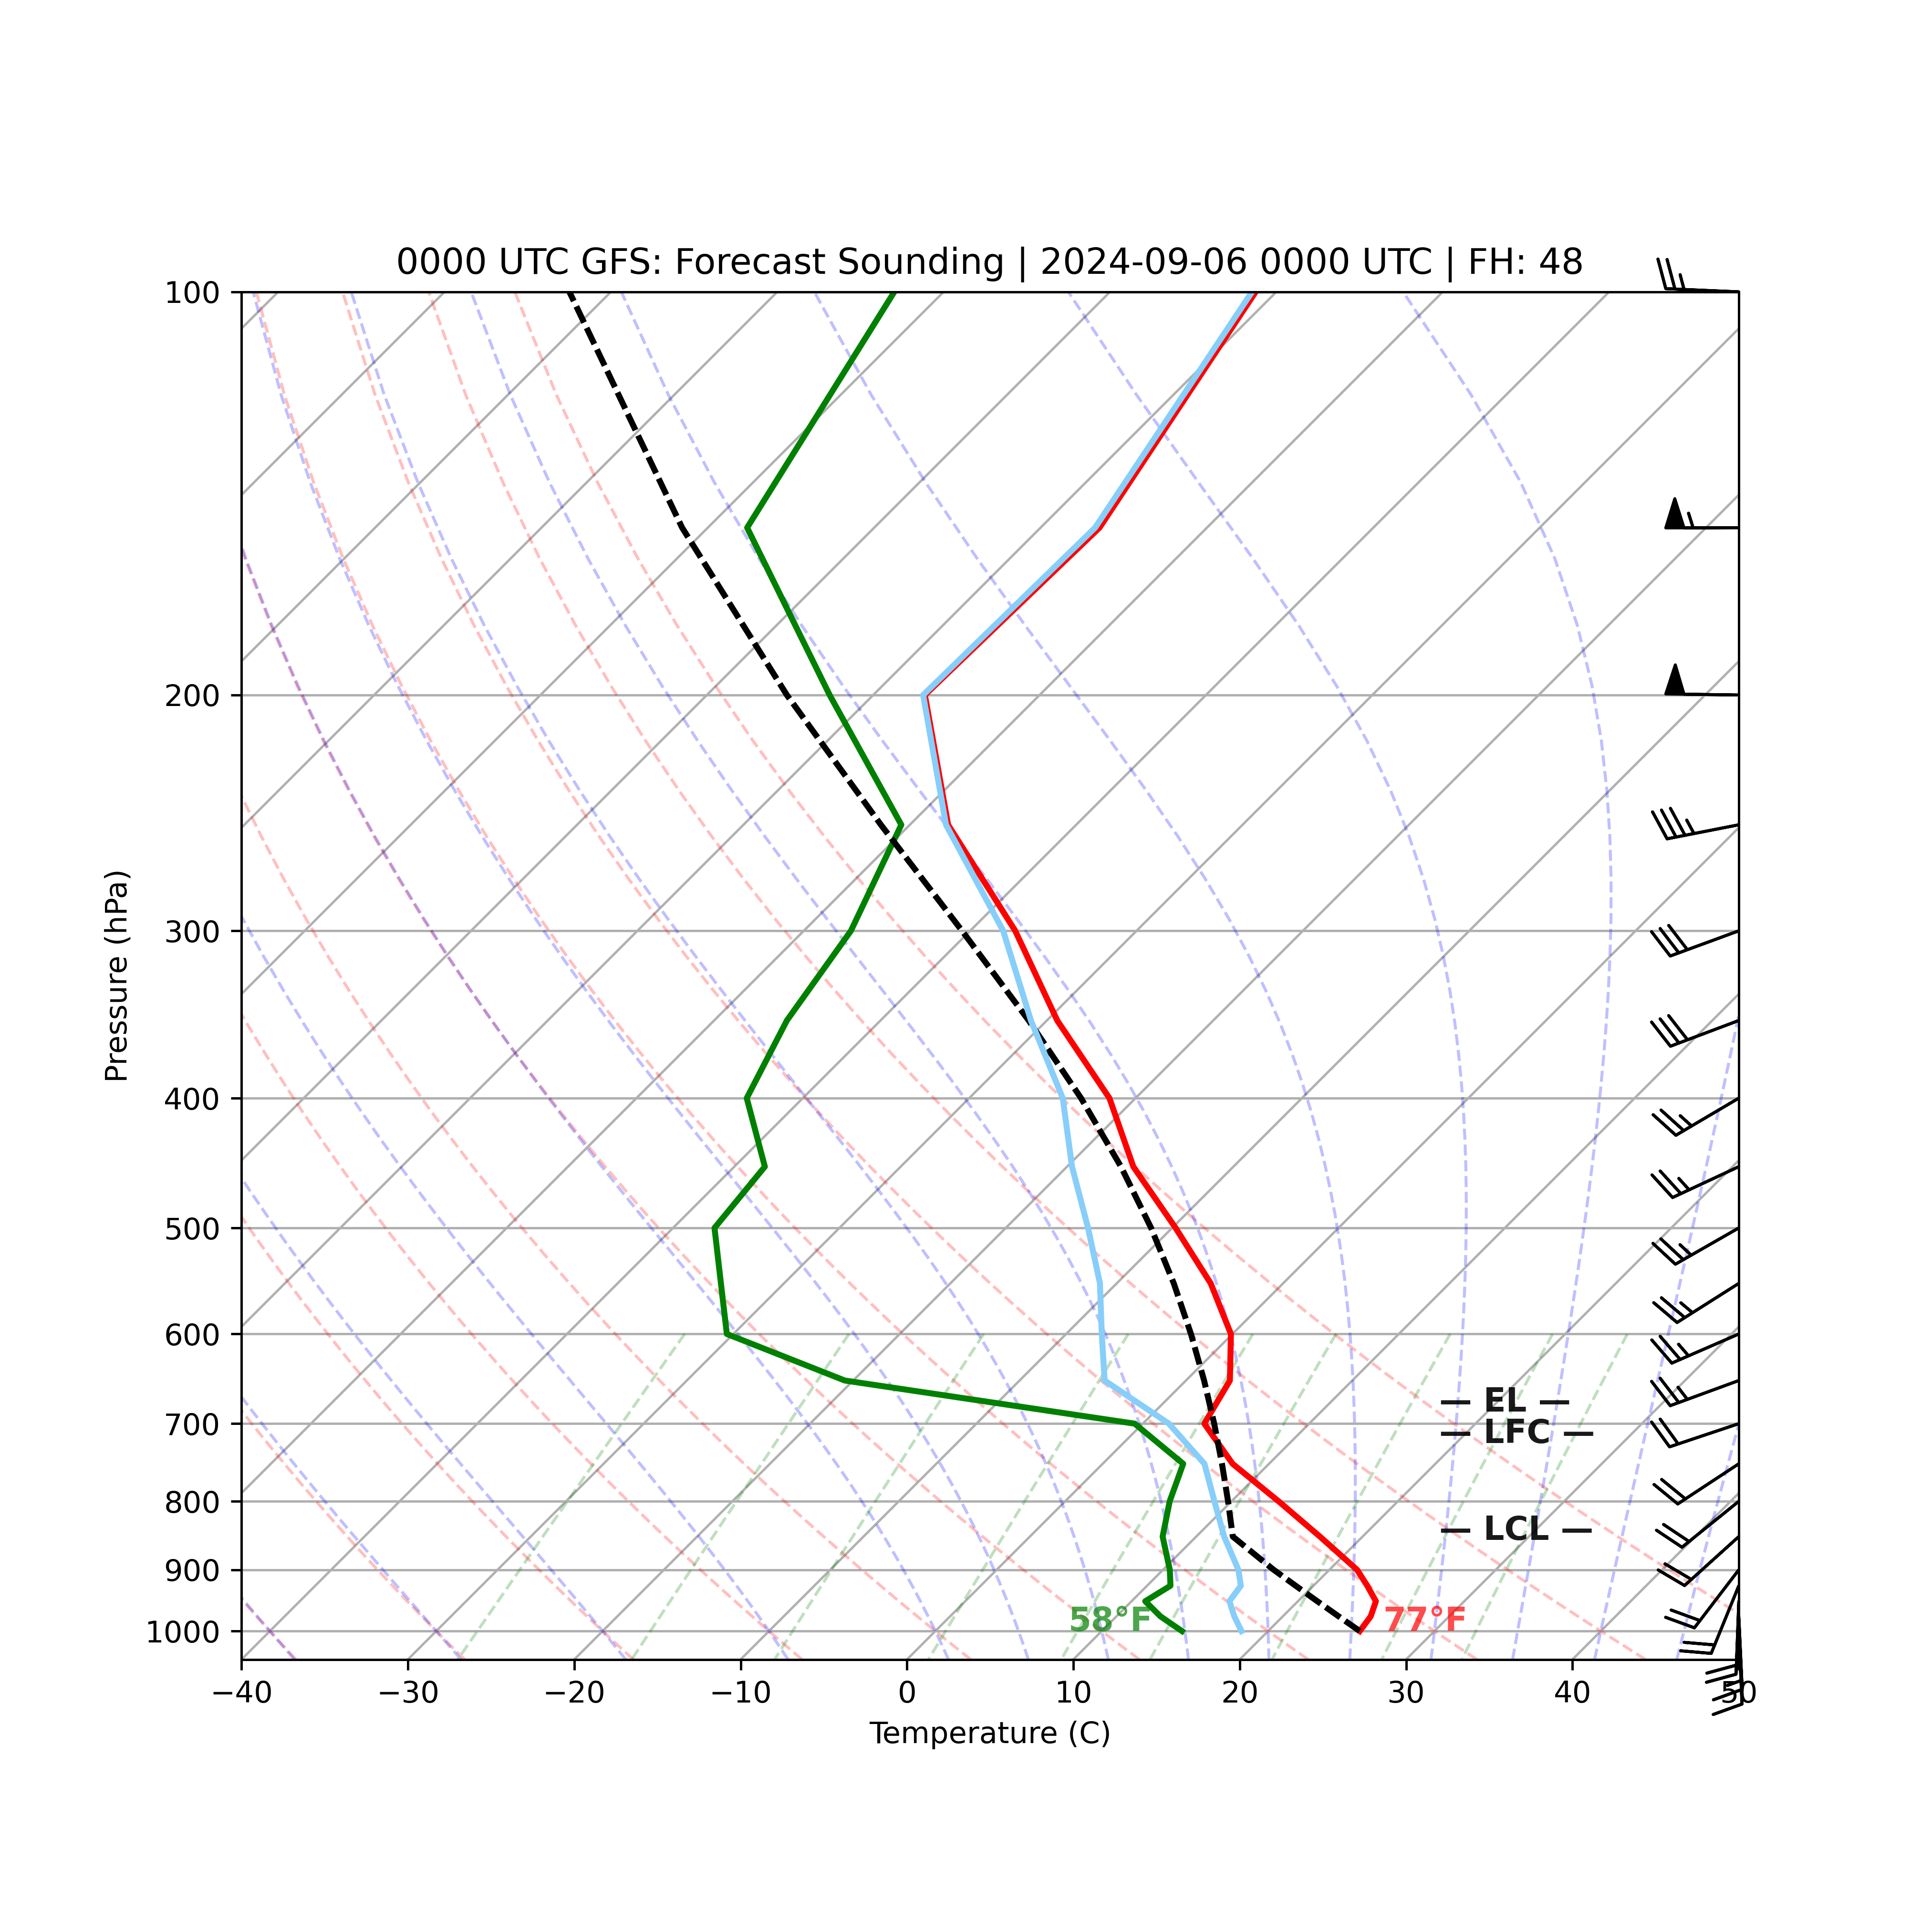 0000 UTC GFS: Forecast Sounding | 2024-09-06 0000 UTC | FH: 48
100
200
300
400
500
600
700
800
900
1000
Pressure (hPa)
— EL —
— LFC —
— LCL —
58°F
77°F
−40 −30 −20 −10 0 10 20 30 40 50
Temperature (C)